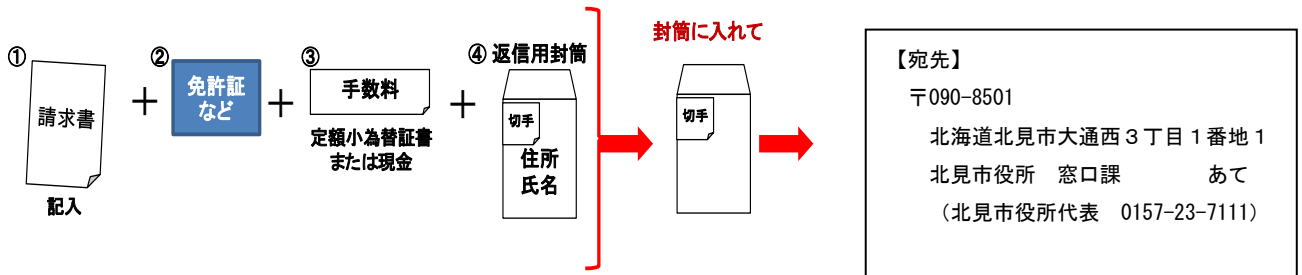 ①
請求書
記入
＋
②
免許証
など
＋
③
手数料
定額小為替証書
または現金
＋
④ 返信用封筒
切手
住所
氏名
封筒に入れて
切手
【宛先】
〒090-8501
北海道北見市大通西３丁目１番地１
北見市役所　窓口課　　　　あて
（北見市役所代表　0157-23-7111）